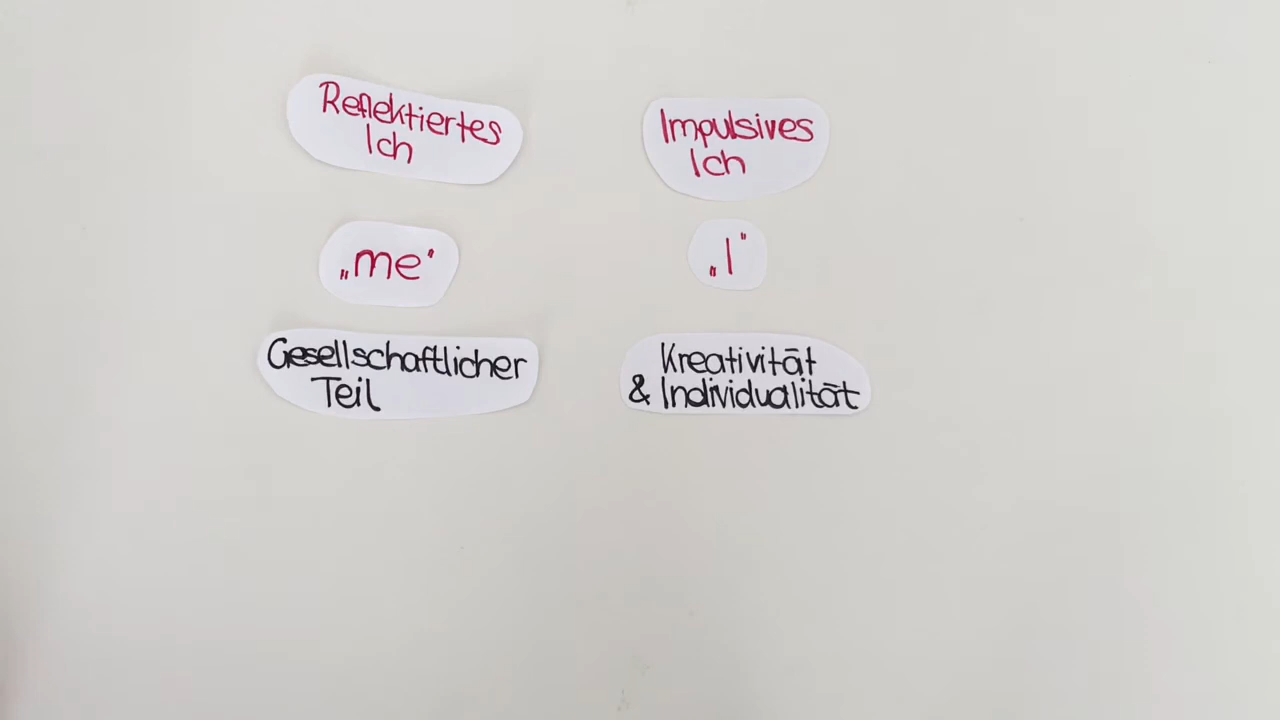 Reflektiertes
Ich
Impulsives
Ich
„me“
„I“
Gesellschaftlicher
Teil
Kreativität
& Individualität